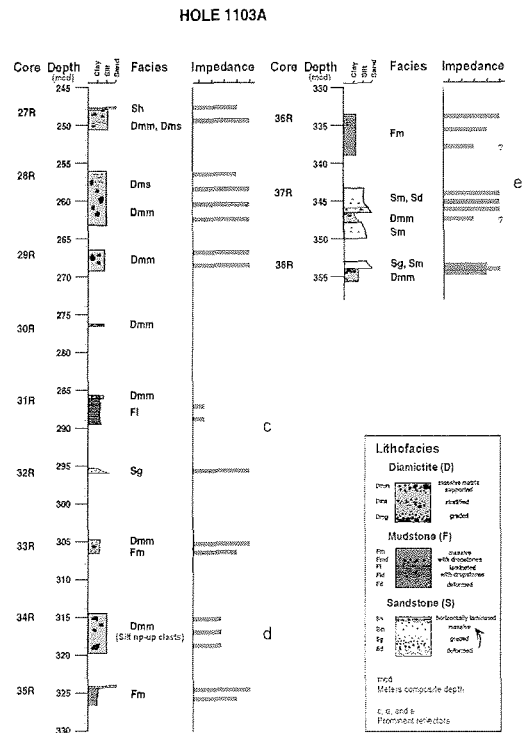 HOLE 1103A
Core Depth (mcd) Clay Silt Sand Facies Impedance
245
27R Sh
250 Dmm, Dms
255
28R Dms
260
Dmm
265
29R Dmm
270
275
30R Dmm
280
285 Dmm
31R Fl
290
c
295
32R Sg
300
305 Dmm
33R Fm
310
315
34R Dmm
(Silt rip-up clasts)
d
320
35R 325 Fm
330
Core Depth (mcd) Clay Silt Sand Facies Impedance
330
36R
335 Fm
340 ?
e
37R
345 Sm, Sd
Dmm ?
350 Sm
38R Sg, Sm
355 Dmm
Lithofacies
Diamictite (D)
Dmm massive matrix supported
Dms stratified
Dmg graded
Mudstone (F)
Fm massive
Fmd with dropstones
Fl laminated
Fld with dropstones
Fd deformed
Sandstone (S)
Sh horizontally laminated
Sm massive
Sg graded
Sd deformed
mcd
Meters composite depth
c, d, and e
Prominent reflectors